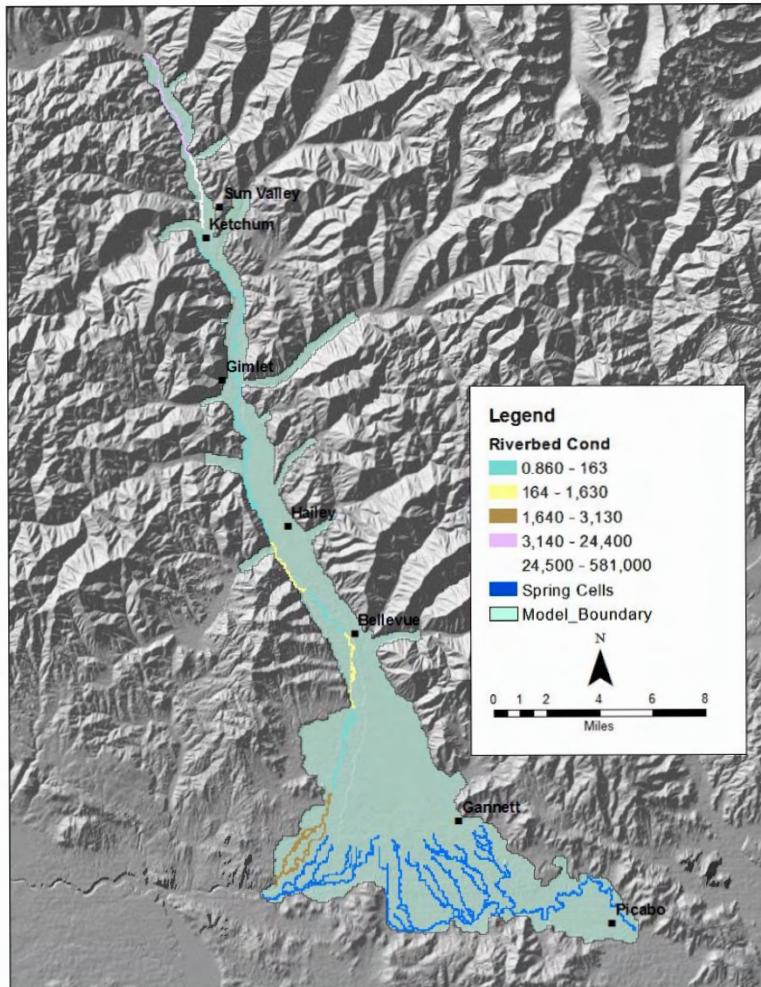 Sun Valley
Ketchum
Gimlet
Legend
Riverbed Cond
0.860 - 163
164 - 1,630
1,640 - 3,130
3,140 - 24,400
24,500 - 581,000
Spring Cells
Model_Boundary
N
0 1 2 4 6 8
Miles
Hailey
Bellevue
Gannett
Picabo